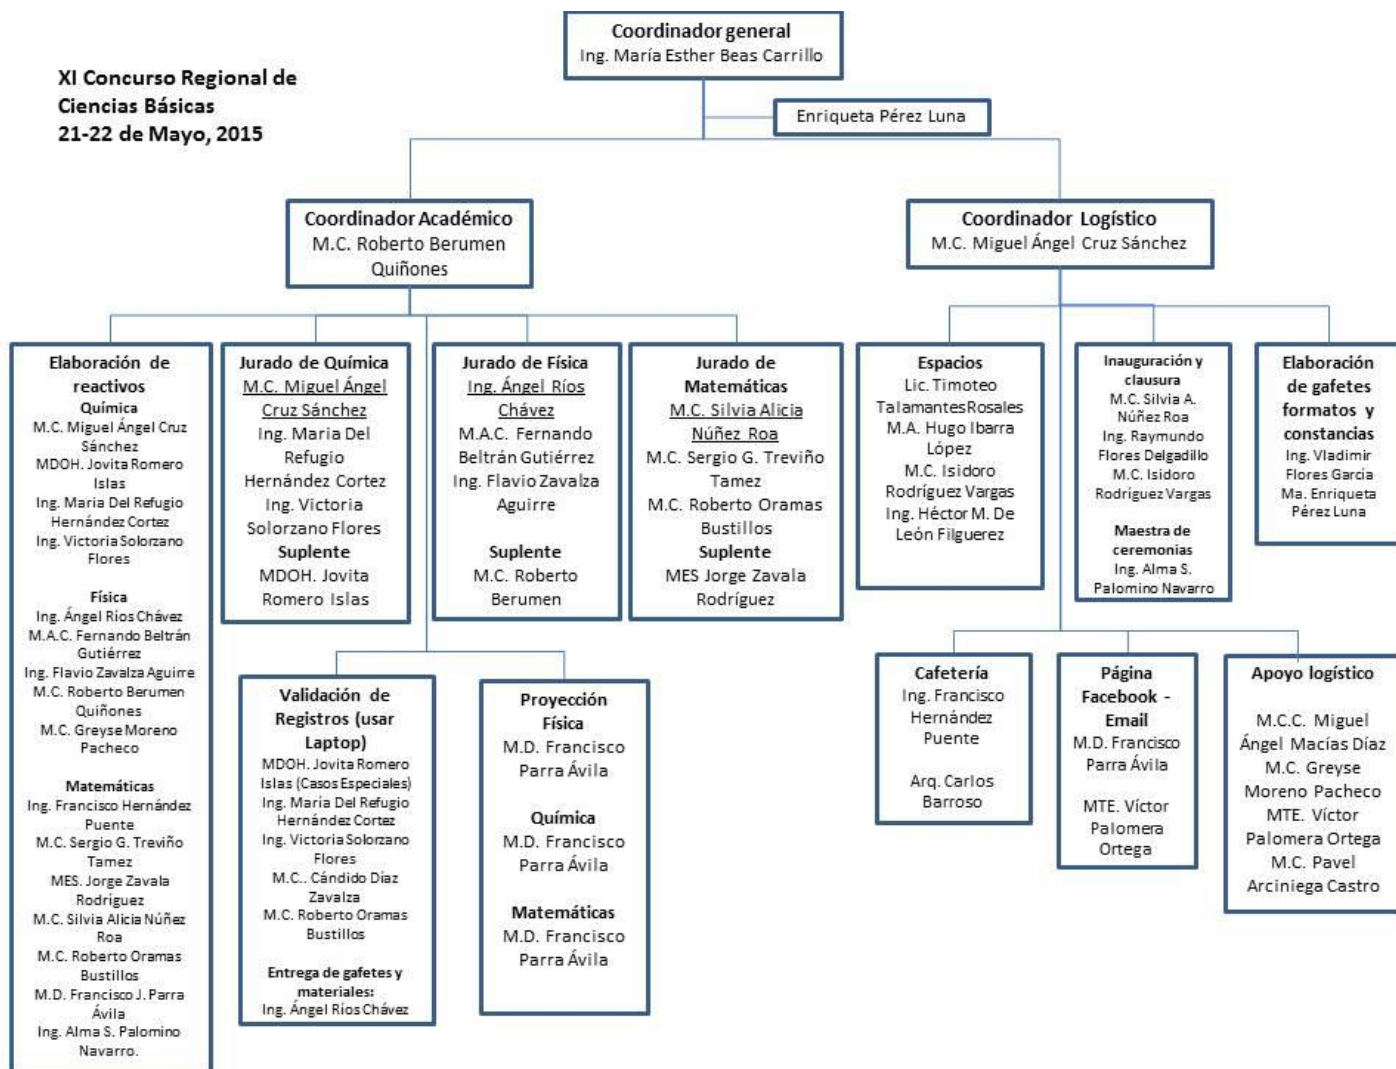 Coordinador general
Ing. María Esther Beas Carrillo
XI Concurso Regional de
Ciencias Básicas
21-22 de Mayo, 2015
Enriqueta Pérez Luna
Coordinador Académico
M.C. Roberto Berumen
Quiñones
Coordinador Logístico
M.C. Miguel Ángel Cruz Sánchez
Elaboración de
reactivos
Química
M.C. Miguel Ángel Cruz
Sánchez
MDOH. Jovita Romero
Islas
Ing. Maria Del Refugio
Hernández Cortez
Ing. Victoria Solorzano
Flores
Física
Ing. Ángel Ríos Chávez
M.A.C. Fernando Beltrán
Gutiérrez
Ing. Flavio Zavalza Aguirre
M.C. Roberto Berumen
Quiñones
M.C. Greyse Moreno
Pacheco
Matemáticas
Ing. Francisco Hernández
Puente
M.C. Sergio G. Treviño
Tamez
MES. Jorge Zavala
Rodríguez
M.C. Silvia Alicia Núñez
Roa
M.C. Roberto Oramas
Bustillos
M.D. Francisco J. Parra
Ávila
Ing. Alma S. Palomino
Navarro.
Jurado de Química
M.C. Miguel Ángel
Cruz Sánchez
Ing. Maria Del
Refugio
Hernández Cortez
Ing. Victoria
Solorzano Flores
Suplente
MDOH. Jovita
Romero Islas
Jurado de Física
Ing. Ángel Ríos
Chávez
M.A.C. Fernando
Beltrán Gutiérrez
Ing. Flavio Zavalza
Aguirre
Suplente
M.C. Roberto
Berumen
Jurado de
Matemáticas
M.C. Silvia Alicia
Núñez Roa
M.C. Sergio G. Treviño
Tamez
M.C. Roberto Oramas
Bustillos
Suplente
MES Jorge Zavala
Rodríguez
Espacios
Lic. Timoteo
Talamantes Rosales
M.A. Hugo Ibarra
López
M.C. Isidoro
Rodríguez Vargas
Ing. Héctor M. De
León Filguerez
Inauguración y
clausura
M.C. Silvia A.
Núñez Roa
Ing. Raymundo
Flores Delgadillo
M.C. Isidoro
Rodríguez Vargas
Maestra de
ceremonias
Ing. Alma S.
Palomino Navarro
Elaboración
de gafetes
formatos y
constancias
Ing. Vladimir
Flores García
Ma. Enriqueta
Pérez Luna
Validación de
Registros (usar
Laptop)
MDOH. Jovita Romero
Islas (Casos Especiales)
Ing. María Del Refugio
Hernández Cortez
Ing. Victoria Solorzano
Flores
M.C.. Cándido Díaz
Zavalza
M.C. Roberto Oramas
Bustillos
Entrega de gafetes y
materiales:
Ing. Ángel Ríos Chávez
Proyección
Física
M.D. Francisco
Parra Ávila
Química
M.D. Francisco
Parra Ávila
Matemáticas
M.D. Francisco
Parra Ávila
Cafetería
Ing. Francisco
Hernández
Puente
Arq. Carlos
Barroso
Página
Facebook -
Email
M.D. Francisco
Parra Ávila
MTE. Víctor
Palomera
Ortega
Apoyo logístico
M.C.C. Miguel
Ángel Macías Díaz
M.C. Greyse
Moreno Pacheco
MTE. Víctor
Palomera Ortega
M.C. Pavel
Arciniega Castro